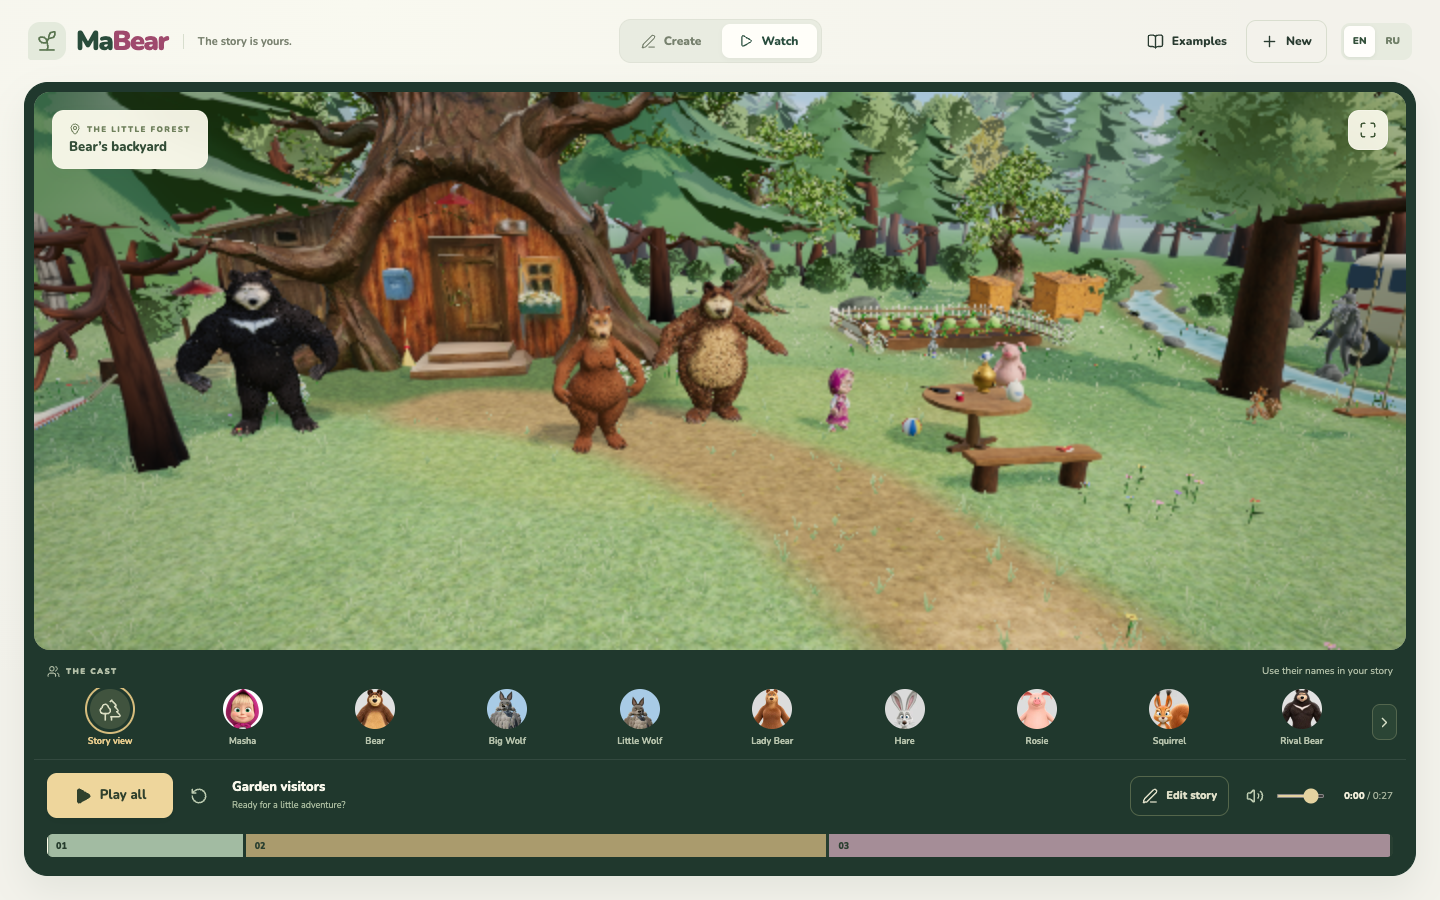 MaBear
The story is yours.
Create
Watch
Examples
New
EN
RU
THE LITTLE FOREST
Bear's backyard
THE CAST
Use their names in your story
Story view
Masha
Bear
Big Wolf
Little Wolf
Lady Bear
Hare
Rosie
Squirrel
Rival Bear
Play all
Garden visitors
Ready for a little adventure?
Edit story
0:00 / 0:27
01
02
03